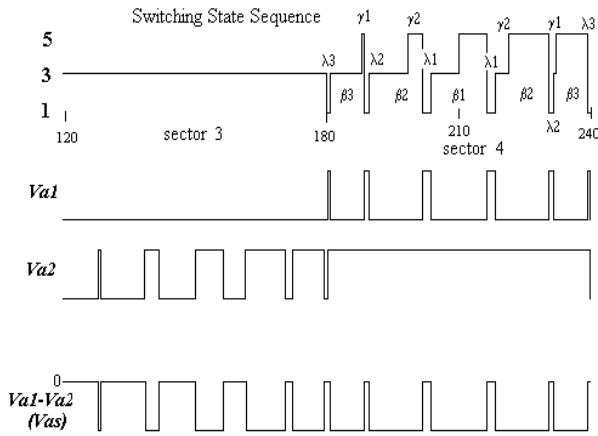 Switching State Sequence
γ1
γ2
γ2
γ1
λ3
5
λ3
λ2
λ1
λ1
3
β3
β2
β1
β2
β3
1
λ2
120
sector 3
180
210
sector 4
240
Va1
Va2
0
Va1-Va2
(Vas)